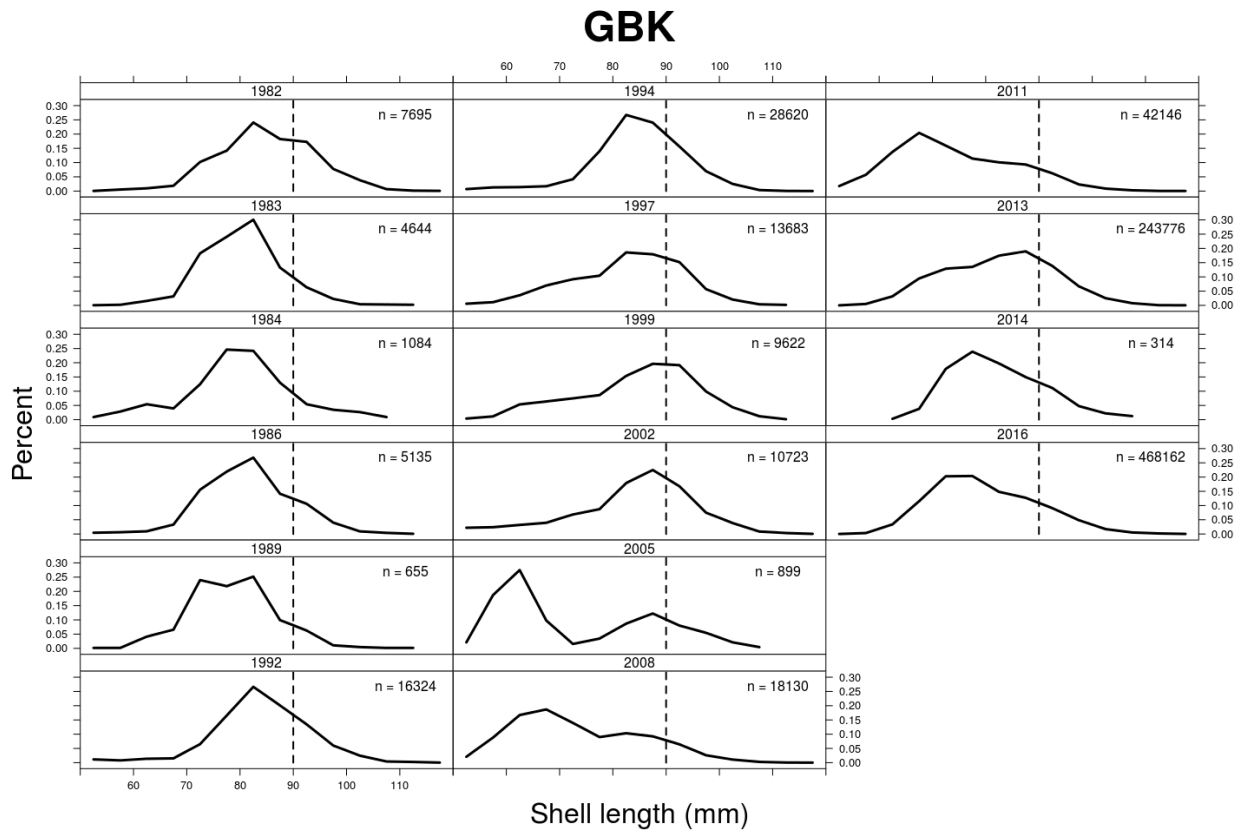 GBK
60 70 80 90 100 110
1982 1994 2011
0.30
0.25
0.20
0.15
0.10
0.05
0.00
n = 7695 n = 28620 n = 42146
1983 1997 2013
n = 4644 n = 13683 n = 243776
0.30
0.25
0.20
0.15
0.10
0.05
0.00
1984 1999 2014
0.30
0.25
0.20
0.15
0.10
0.05
0.00
n = 1084 n = 9622 n = 314
Percent
1986 2002 2016
n = 5135 n = 10723 n = 468162
0.30
0.25
0.20
0.15
0.10
0.05
0.00
1989 2005
0.30
0.25
0.20
0.15
0.10
0.05
0.00
n = 655 n = 899
1992 2008
n = 16324 n = 18130
0.30
0.25
0.20
0.15
0.10
0.05
0.00
60 70 80 90 100 110
Shell length (mm)